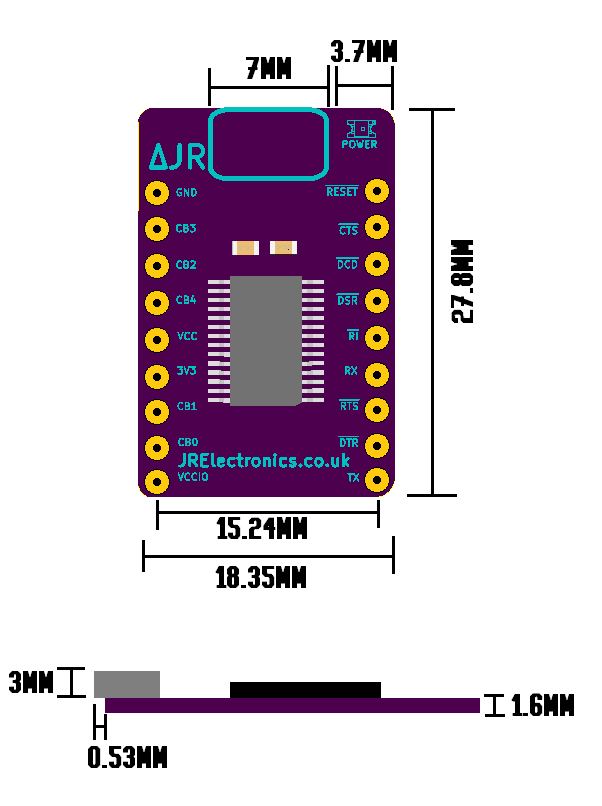 3.7MM
7MM
POWER
ΔJR
GND
RESET
CB3
CTS
CB2
DCD
CB4
DSR
27.8MM
VCC
RI
3V3
RX
CB1
RTS
CB0
DTR
JRElectronics.co.uk
VCCIO
TX
15.24MM
18.35MM
3MM
1.6MM
0.53MM